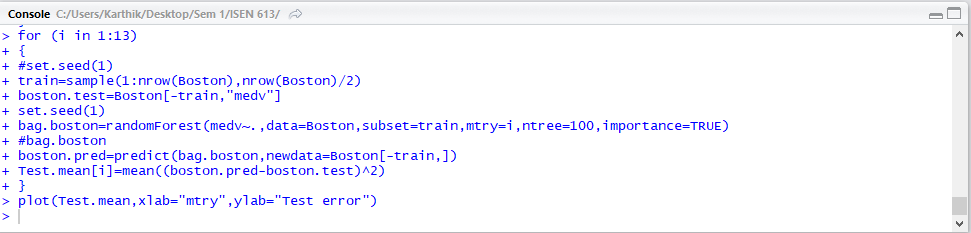 Console C:/Users/Karthik/Desktop/Sem 1/ISEN 613/
> for (i in 1:13)
+ {
+ #set.seed(1)
+ train=sample(1:nrow(Boston),nrow(Boston)/2)
+ boston.test=Boston[-train,"medv"]
+ set.seed(1)
+ bag.boston=randomForest(medv~.,data=Boston,subset=train,mtry=i,ntree=100,importance=TRUE)
+ #bag.boston
+ boston.pred=predict(bag.boston,newdata=Boston[-train,])
+ Test.mean[i]=mean((boston.pred-boston.test)^2)
+ }
> plot(Test.mean,xlab="mtry",ylab="Test error")
>